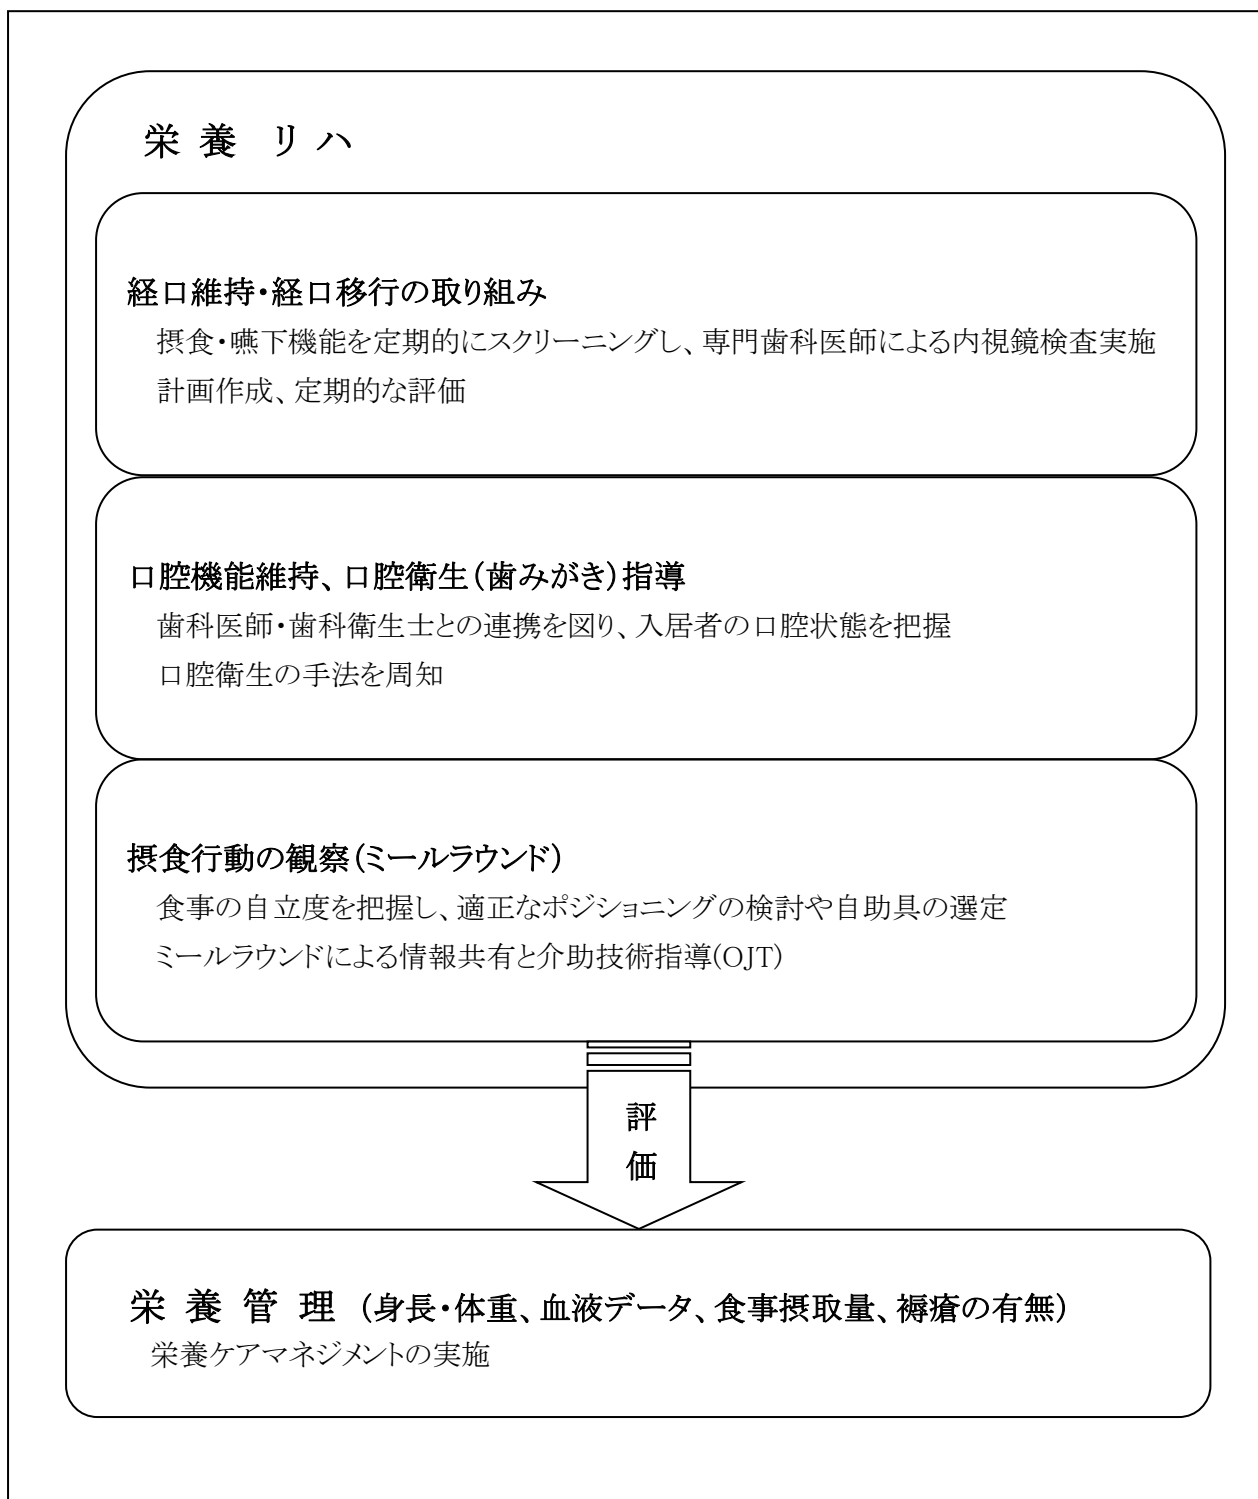 栄 養 リ ハ
経口維持・経口移行の取り組み
摂食・嚥下機能を定期的にスクリーニングし、専門歯科医師による内視鏡検査実施
計画作成、定期的な評価
口腔機能維持、口腔衛生（歯みがき）指導
歯科医師・歯科衛生士との連携を図り、入居者の口腔状態を把握
口腔衛生の手法を周知
摂食行動の観察（ミールラウンド）
食事の自立度を把握し、適正なポジショニングの検討や自助具の選定
ミールラウンドによる情報共有と介助技術指導(OJT)
評
価
栄 養 管 理 （身長・体重、血液データ、食事摂取量、褥瘡の有無）
栄養ケアマネジメントの実施